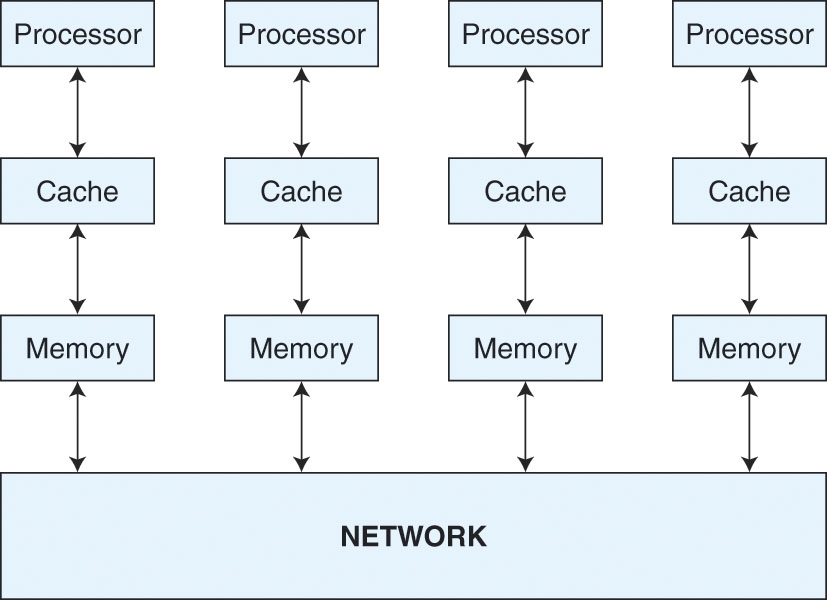 Processor
Processor
Processor
Processor
Cache
Cache
Cache
Cache
Memory
Memory
Memory
Memory
NETWORK